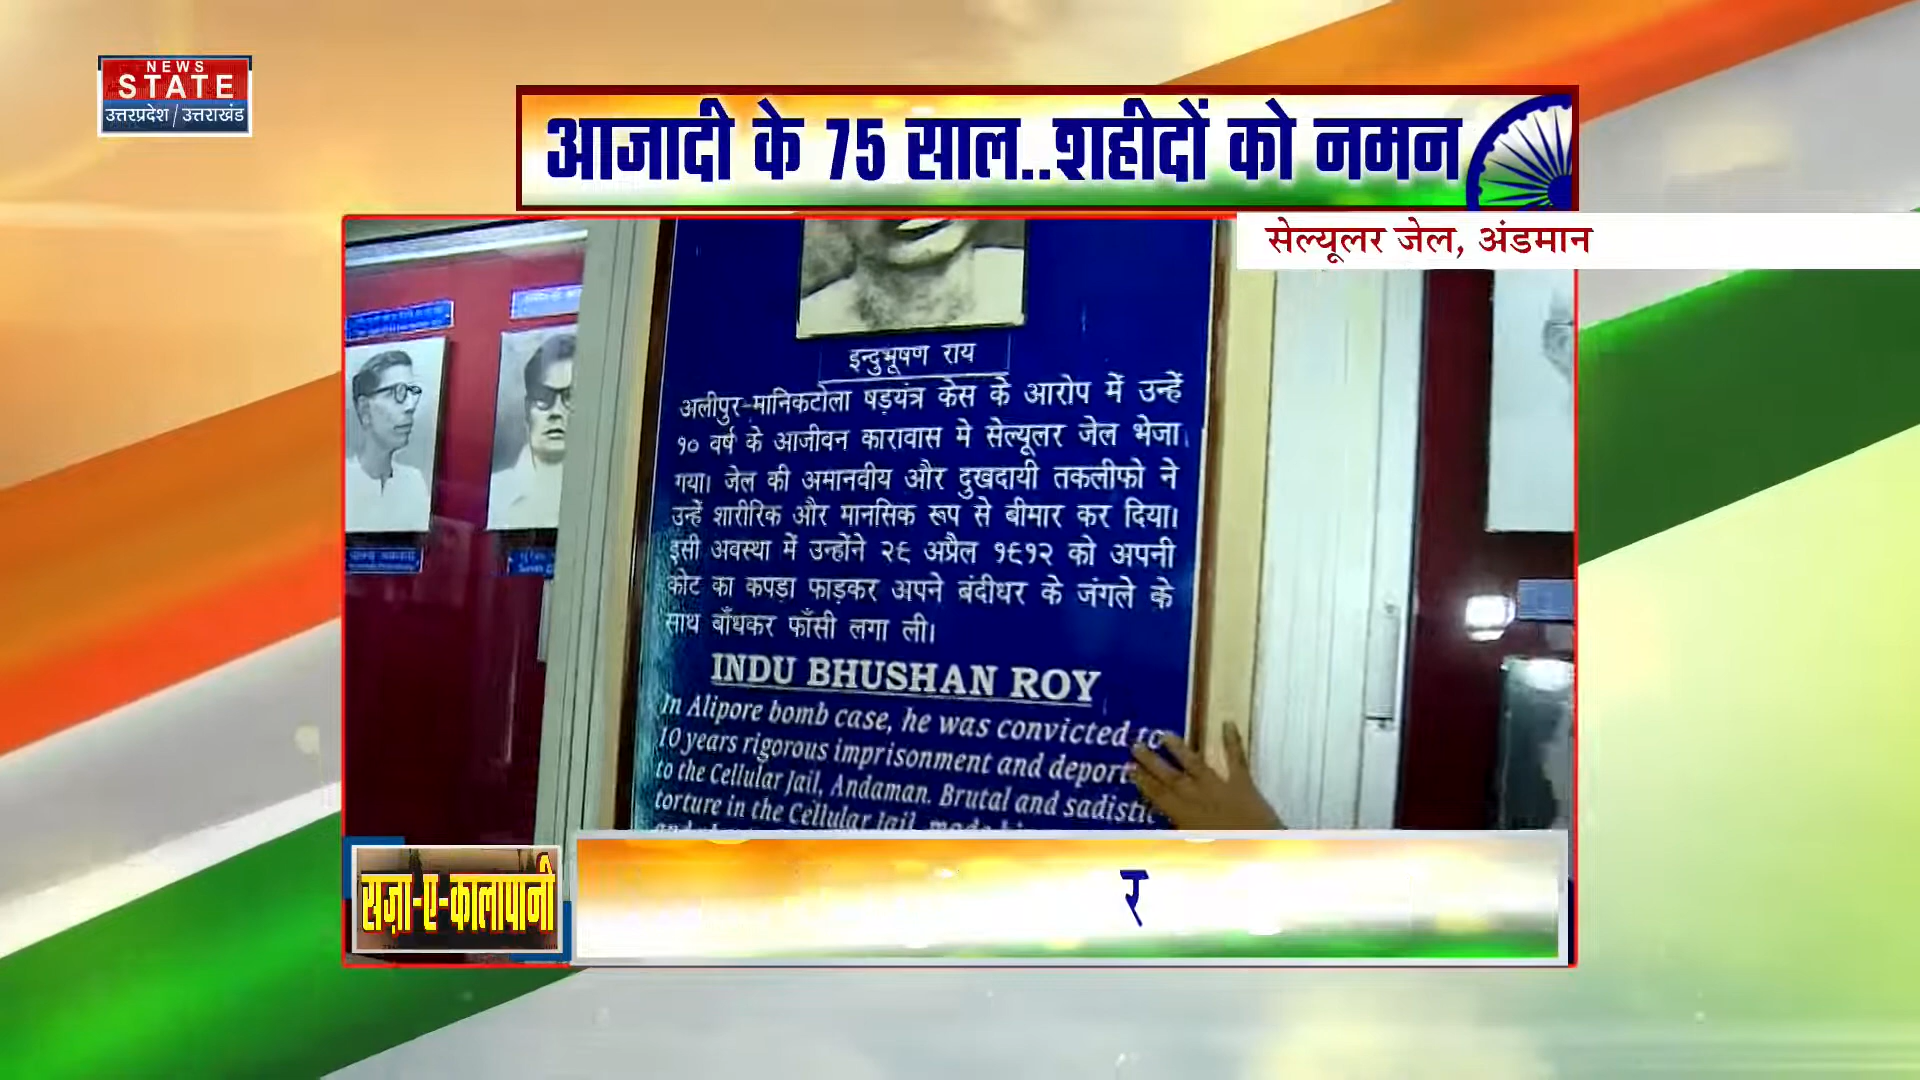 NEWS
STATE
उत्तरप्रदेश/उत्तराखंड
आजादी के 75 साल..शहीदों को नमन
सेल्यूलर जेल, अंडमान
इन्दुभूषण राय
अलीपुर-मानिकटोला षड़यंत्र केस के आरोप में उन्हें
१० वर्ष के आजीवन कारावास मे सेल्यूलर जेल भेजा
गया। जेल की अमानवीय और दुखदायी तकलीफो ने
उन्हें शारीरिक और मानसिक रूप से बीमार कर दिया।
इसी अवस्था में उन्होंने २९ अप्रैल १९१२ को अपनी
कोट का कपडा फाड़कर अपने बंदीधर के जंगले के
साथ बाँधकर फाँसी लगा ली।
INDU BHUSHAN ROY
In Alipore bomb case, he was convicted to
10 years rigorous imprisonment and deport
to the Cellular Jail, Andaman. Brutal and sadistic
torture in the Cellular Jail,
सज़ा-ए-कालापानी
र